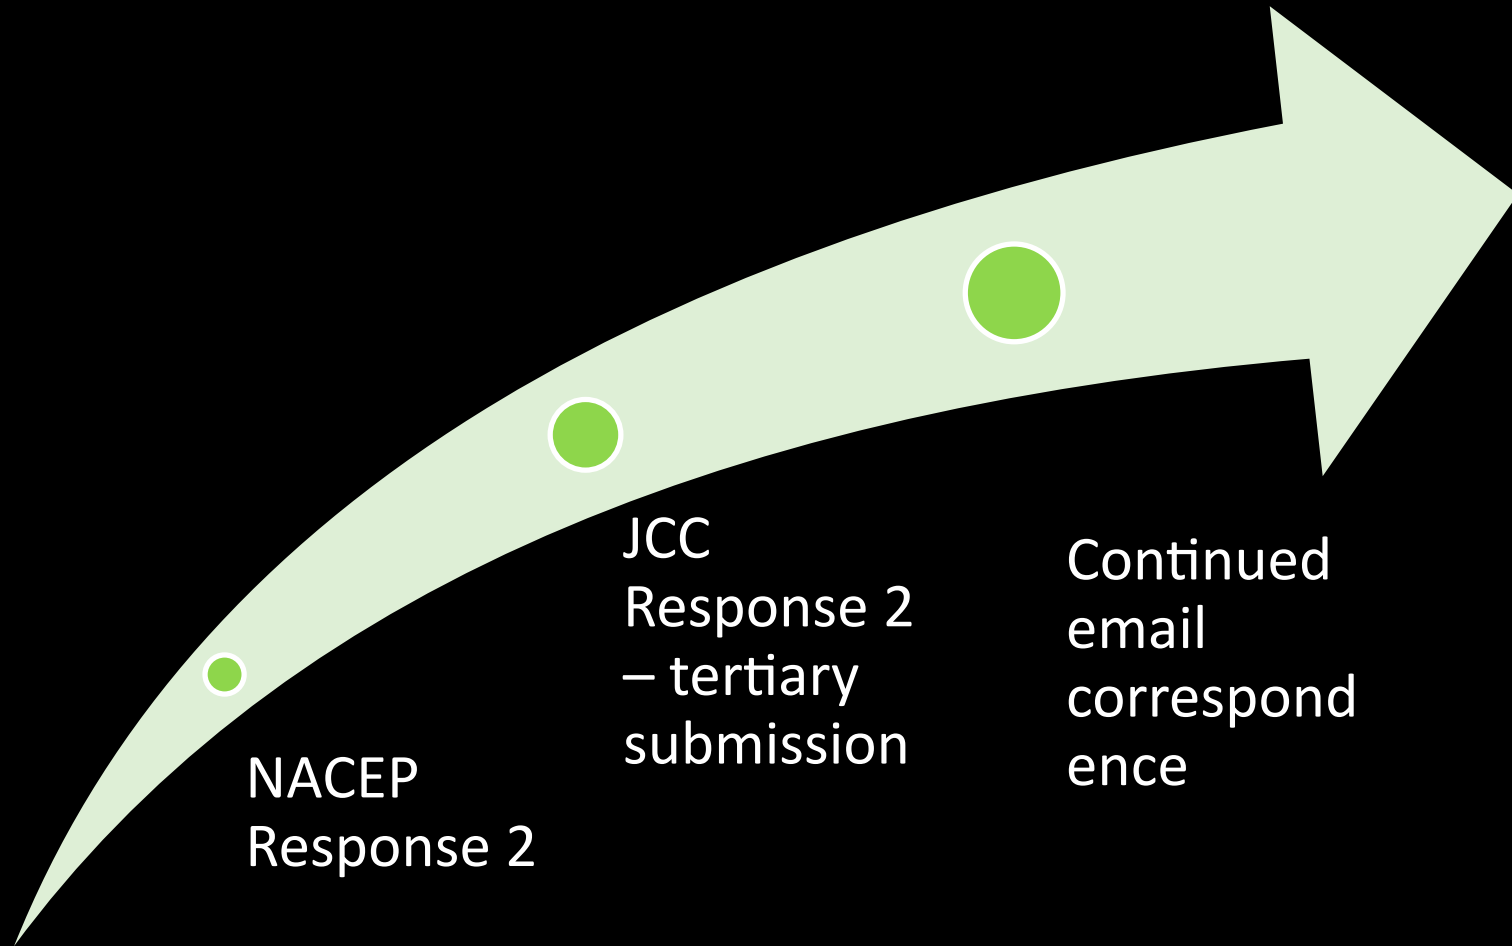 NACEP
Response 2
JCC
Response 2
– tertiary
submission
Continued
email
correspond
ence